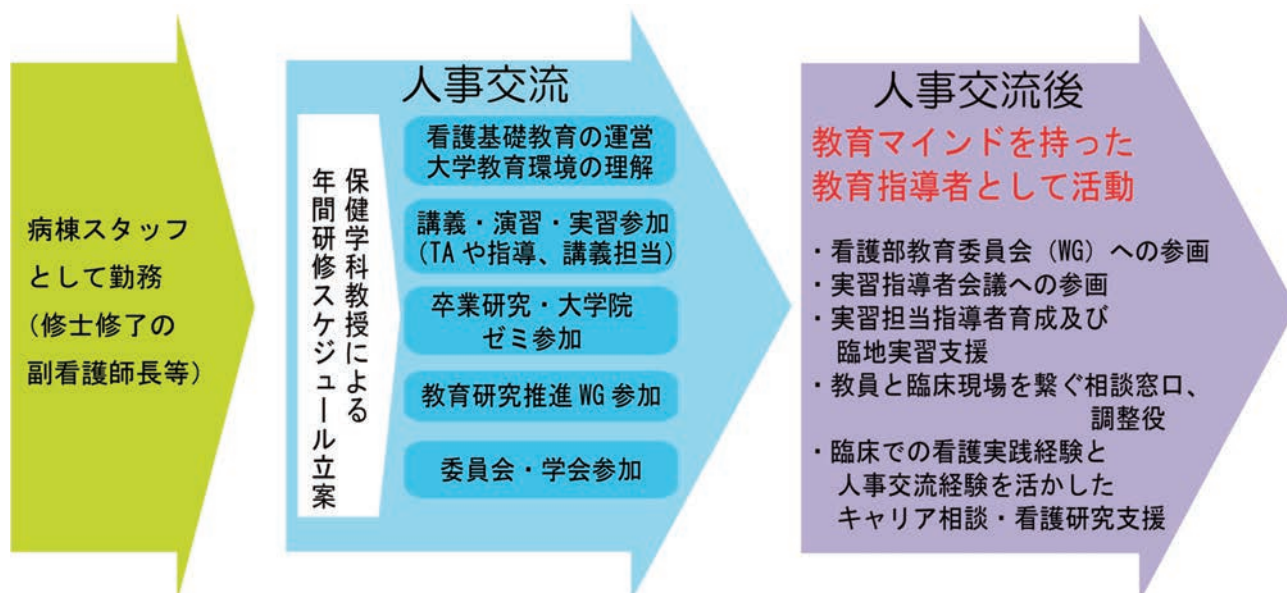 病棟スタッフ
として勤務
(修士修了の
副看護師長等)
人事交流
保健学科教授による
年間研修スケジュール立案
看護基礎教育の運営
大学教育環境の理解
講義・演習・実習参加
(TAや指導、講義担当)
卒業研究・大学院
ゼミ参加
教育研究推進WG参加
委員会・学会参加
人事交流後
教育マインドを持った
教育指導者として活動
・看護部教育委員会(WG)への参画
・実習指導者会議への参画
・実習担当指導者育成及び
臨地実習支援
・教員と臨床現場を繋ぐ相談窓口、
調整役
・臨床での看護実践経験と
人事交流経験を活かした
キャリア相談・看護研究支援